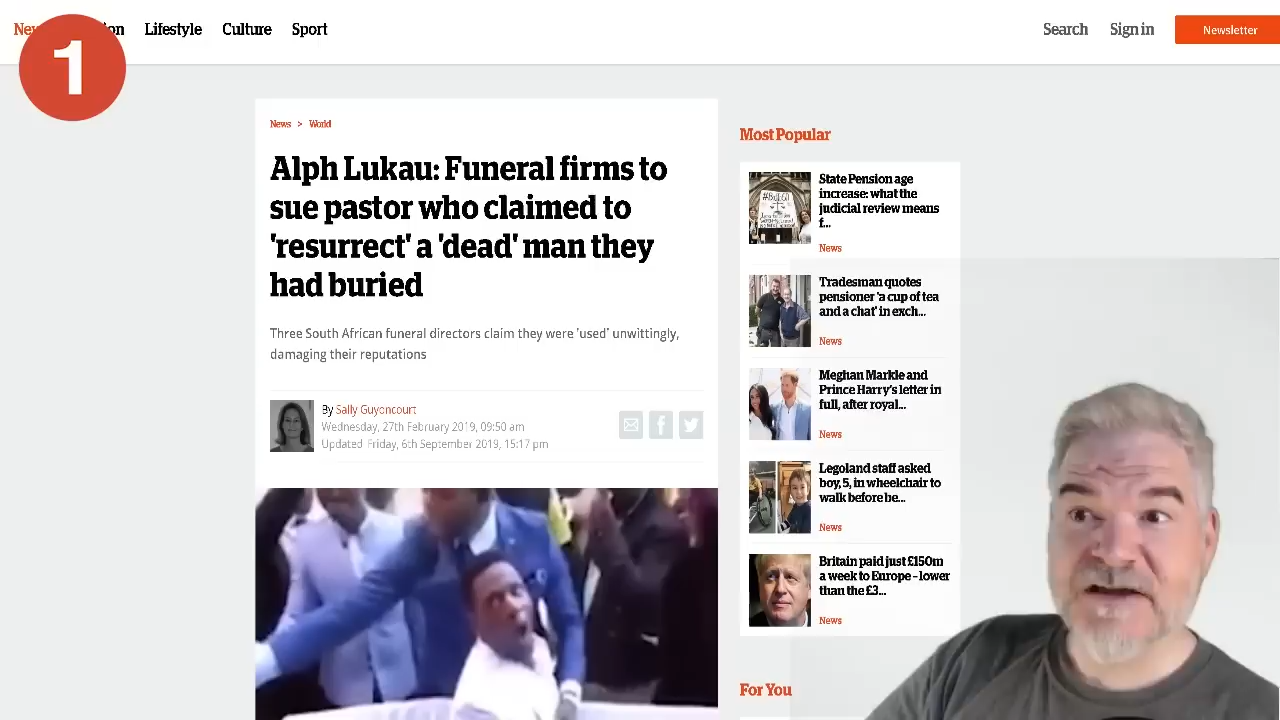 1
Lifestyle Culture Sport Search Sign in Newsletter
News > World
Alph Lukau: Funeral firms to
sue pastor who claimed to
'resurrect' a 'dead' man they
had buried
Three South African funeral directors claim they were 'used' unwittingly,
damaging their reputations
By Sally Guyoncourt
Wednesday, 27th February 2019, 09:50 am
Updated Friday, 6th September 2019, 15:17 pm
Most Popular
State Pension age
increase: what the
judicial review means
f...
News
Tradesman quotes
pensioner 'a cup of tea
and a chat' in exch...
News
Meghan Markle and
Prince Harry's letter in
full, after royal...
News
Legoland staff asked
boy, 5, in wheelchair to
walk before be...
News
Britain paid just £150m
a week to Europe – lower
than the £3...
News
For You